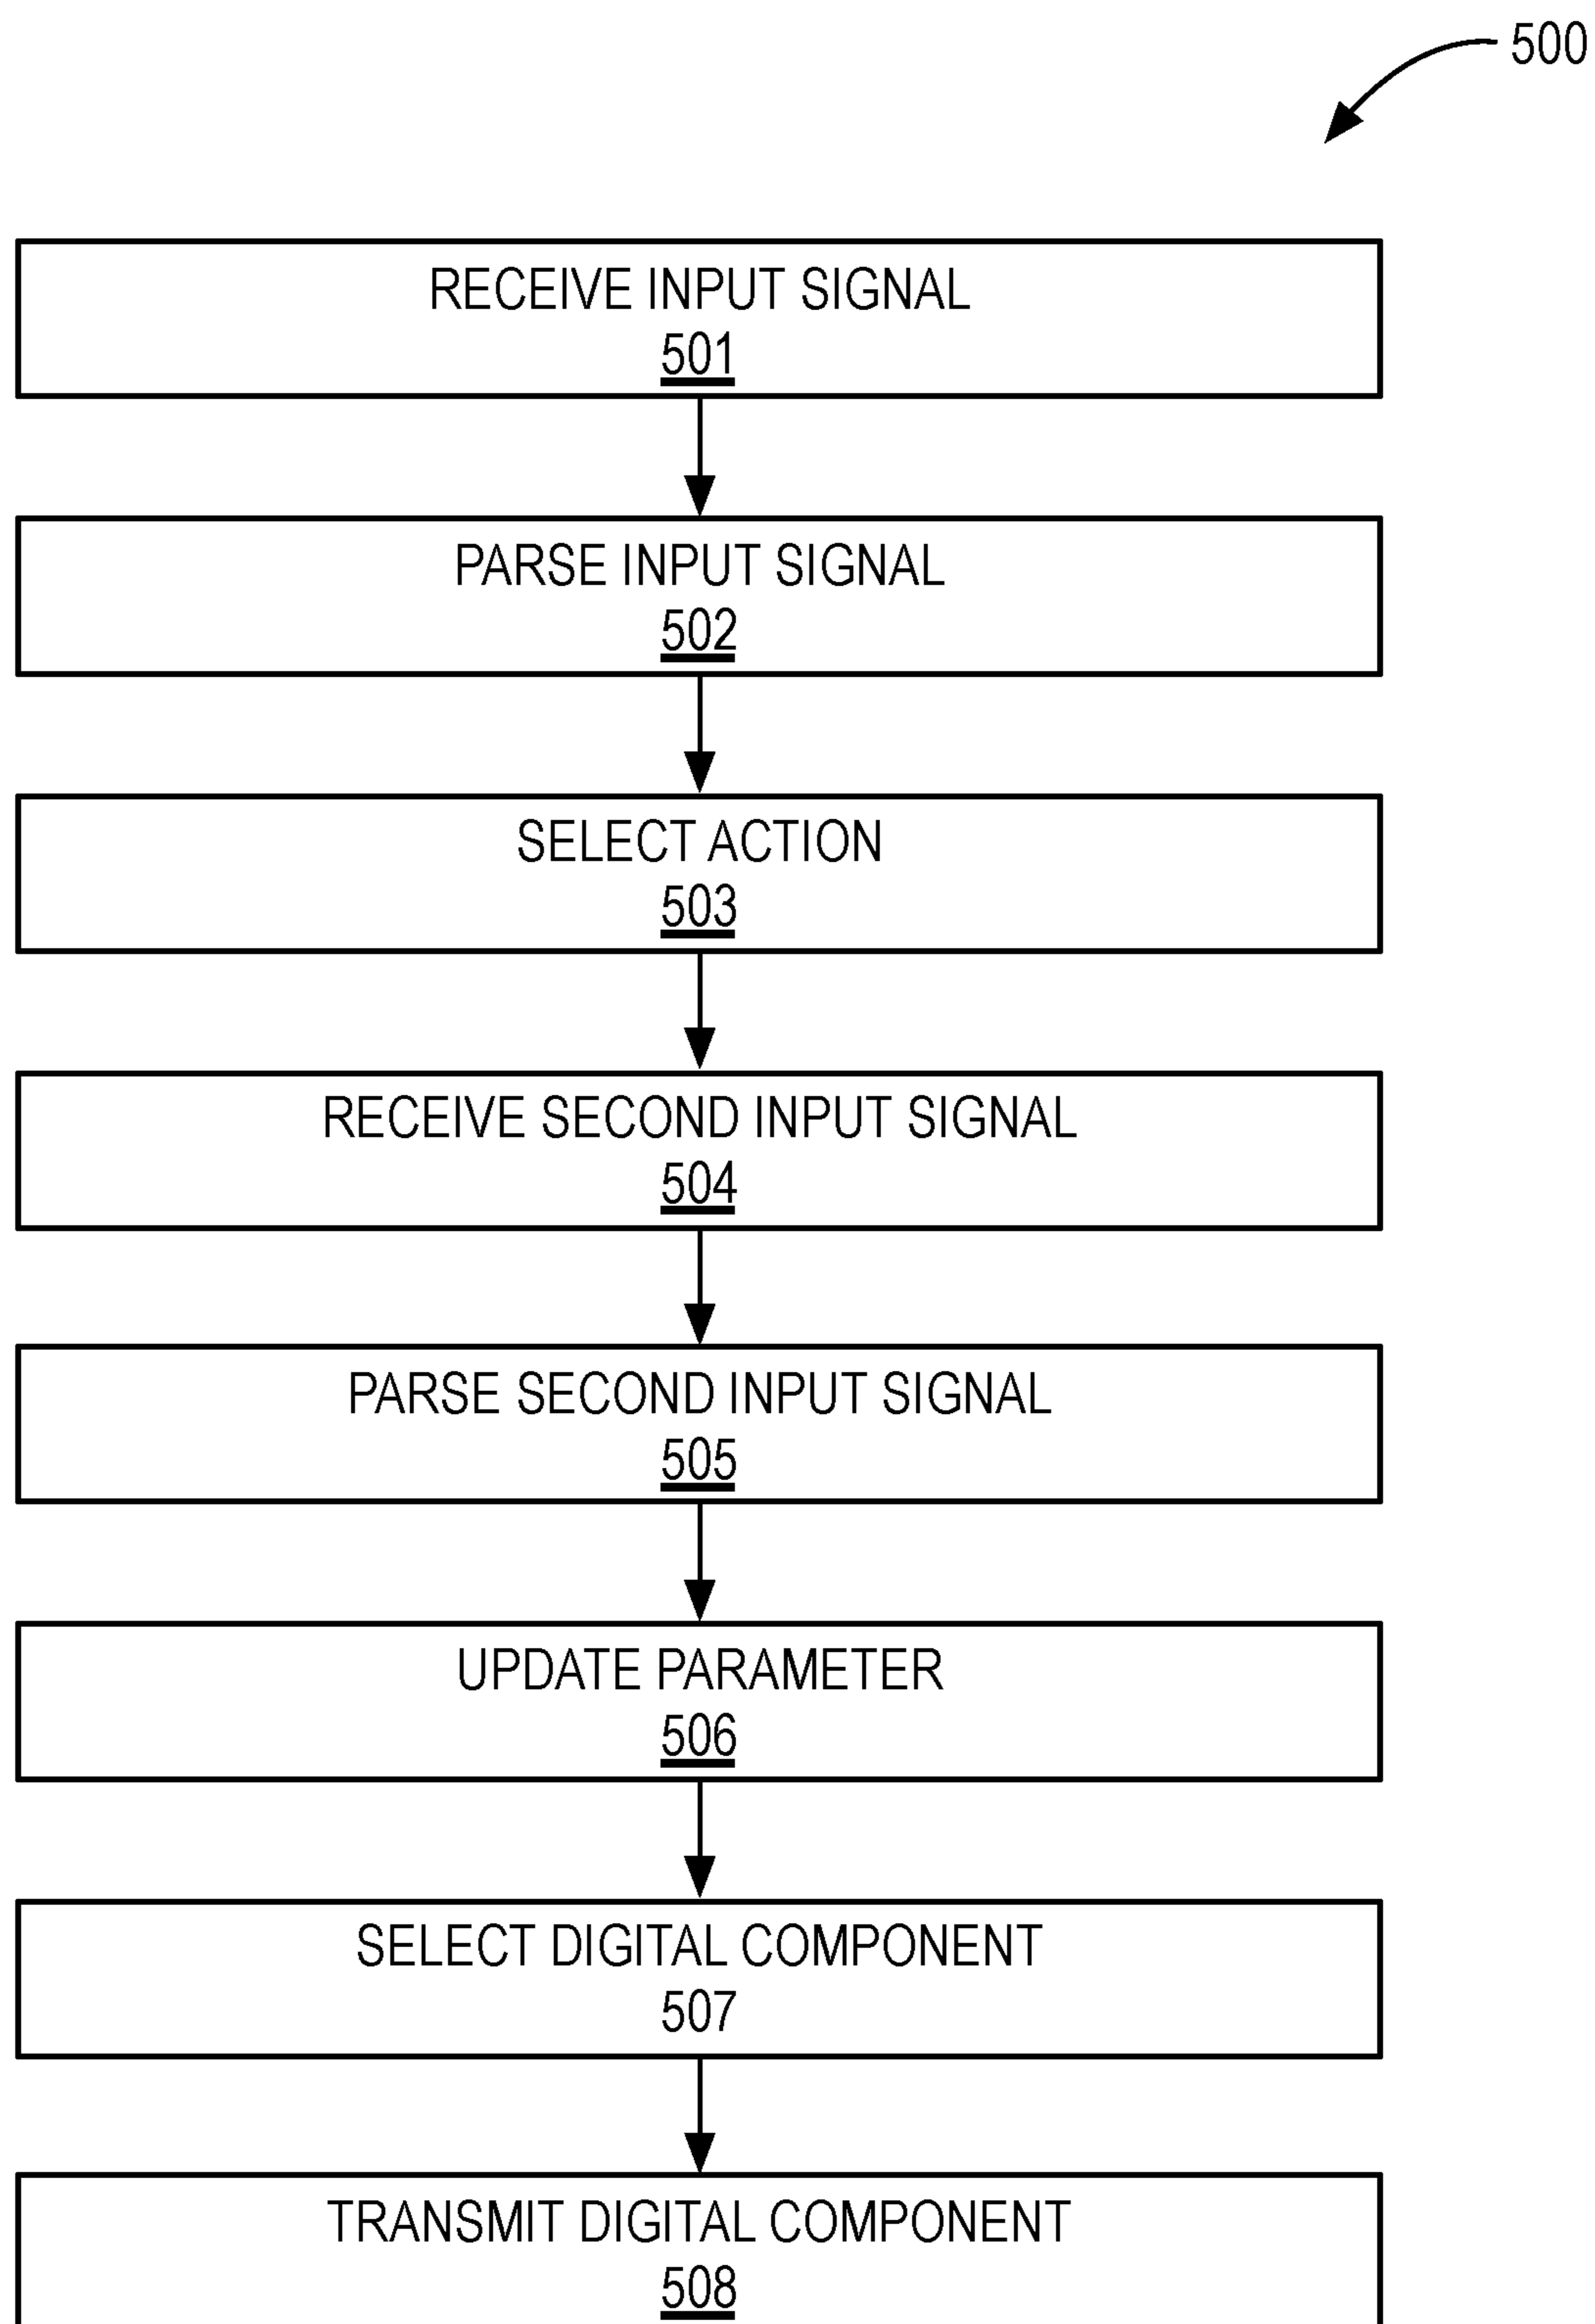 500
RECEIVE INPUT SIGNAL
501
PARSE INPUT SIGNAL
502
SELECT ACTION
503
RECEIVE SECOND INPUT SIGNAL
504
PARSE SECOND INPUT SIGNAL
505
UPDATE PARAMETER
506
SELECT DIGITAL COMPONENT
507
TRANSMIT DIGITAL COMPONENT
508